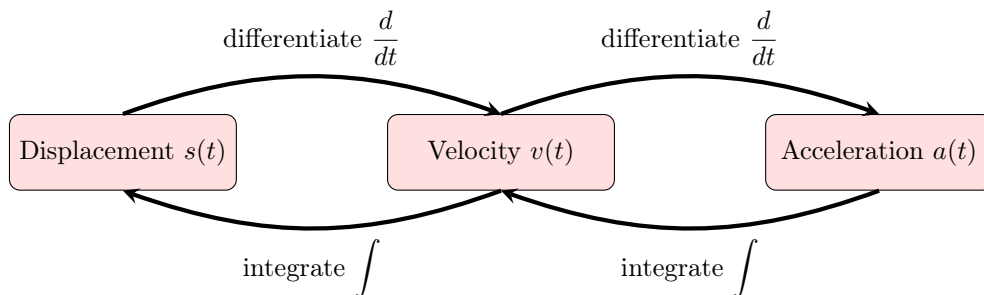 differentiate d/dt differentiate d/dt
Displacement s(t) Velocity v(t) Acceleration a(t)
integrate ∫ integrate ∫